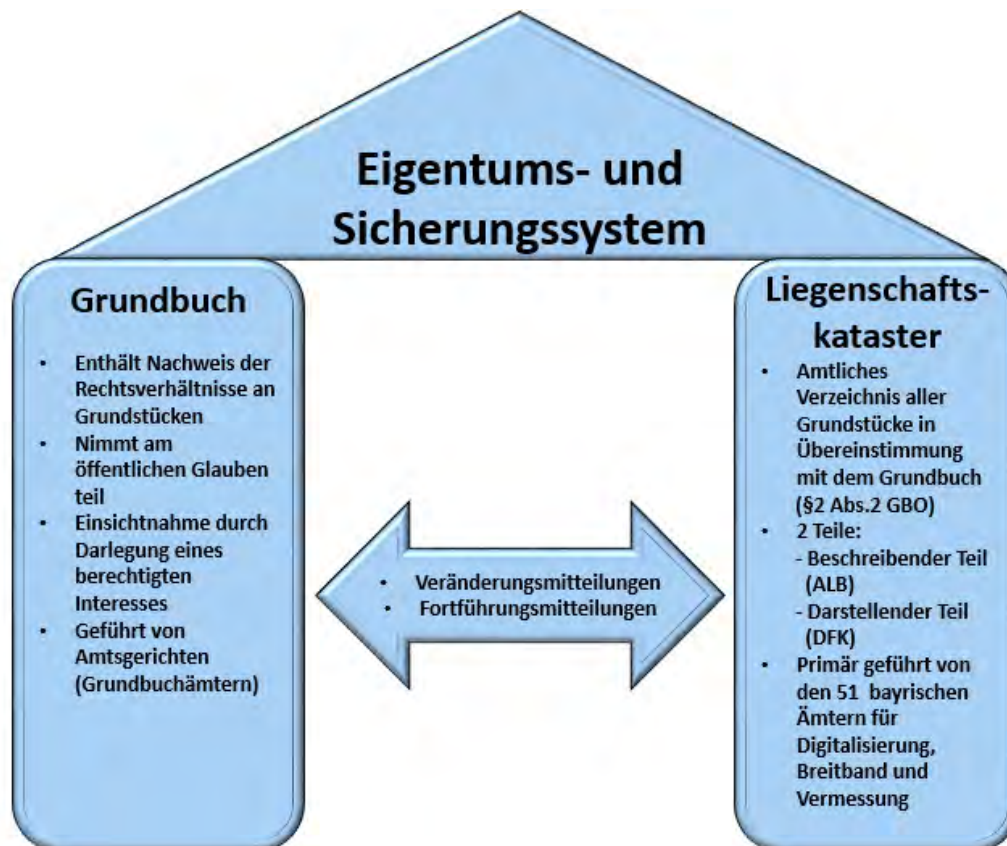 Eigentums- und
Sicherungssystem
Grundbuch
• Enthält Nachweis der
Rechtsverhältnisse an
Grundstücken
• Nimmt am
öffentlichen Glauben
teil
• Einsichtnahme durch
Darlegung eines
berechtigten
Interesses
• Geführt von
Amtsgerichten
(Grundbuchämtern)
• Veränderungsmitteilungen
• Fortführungsmitteilungen
Liegenschafts-
kataster
• Amtliches
Verzeichnis aller
Grundstücke in
Übereinstimmung
mit dem Grundbuch
(§2 Abs.2 GBO)
• 2 Teile:
- Beschreibender Teil
(ALB)
- Darstellender Teil
(DFK)
• Primär geführt von
den 51 bayrischen
Ämtern für
Digitalisierung,
Breitband und
Vermessung